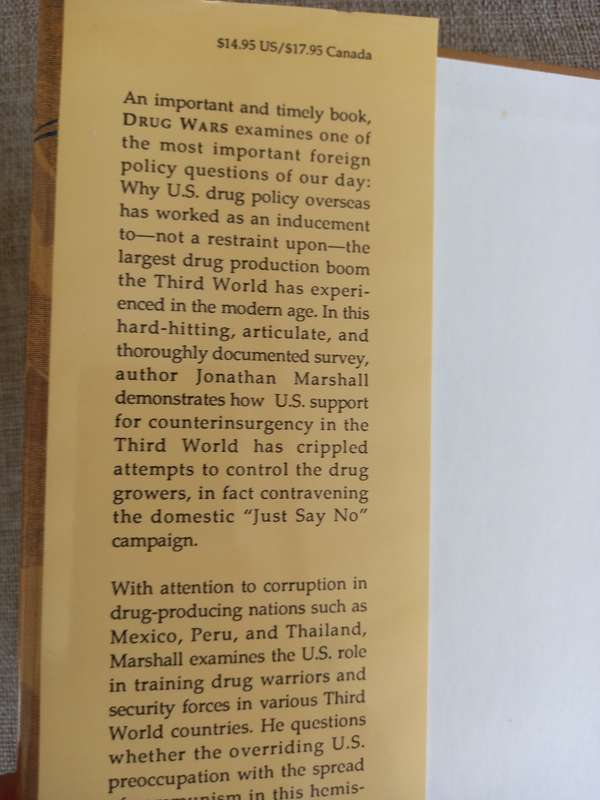 $14.95 US/$17.95 Canada
An important and timely book,
DRUG WARS examines one of
the most important foreign
policy questions of our day:
Why U.S. drug policy overseas
has worked as an inducement
to—not a restraint upon—the
largest drug production boom
the Third World has experi-
enced in the modern age. In this
hard-hitting, articulate, and
thoroughly documented survey,
author Jonathan Marshall
demonstrates how U.S. support
for counterinsurgency in the
Third World has crippled
attempts to control the drug
growers, in fact contravening
the domestic “Just Say No”
campaign.
With attention to corruption in
drug-producing nations such as
Mexico, Peru, and Thailand,
Marshall examines the U.S. role
in training drug warriors and
security forces in various Third
World countries. He questions
whether the overriding U.S.
preoccupation with the spread
of communism in this hemis-